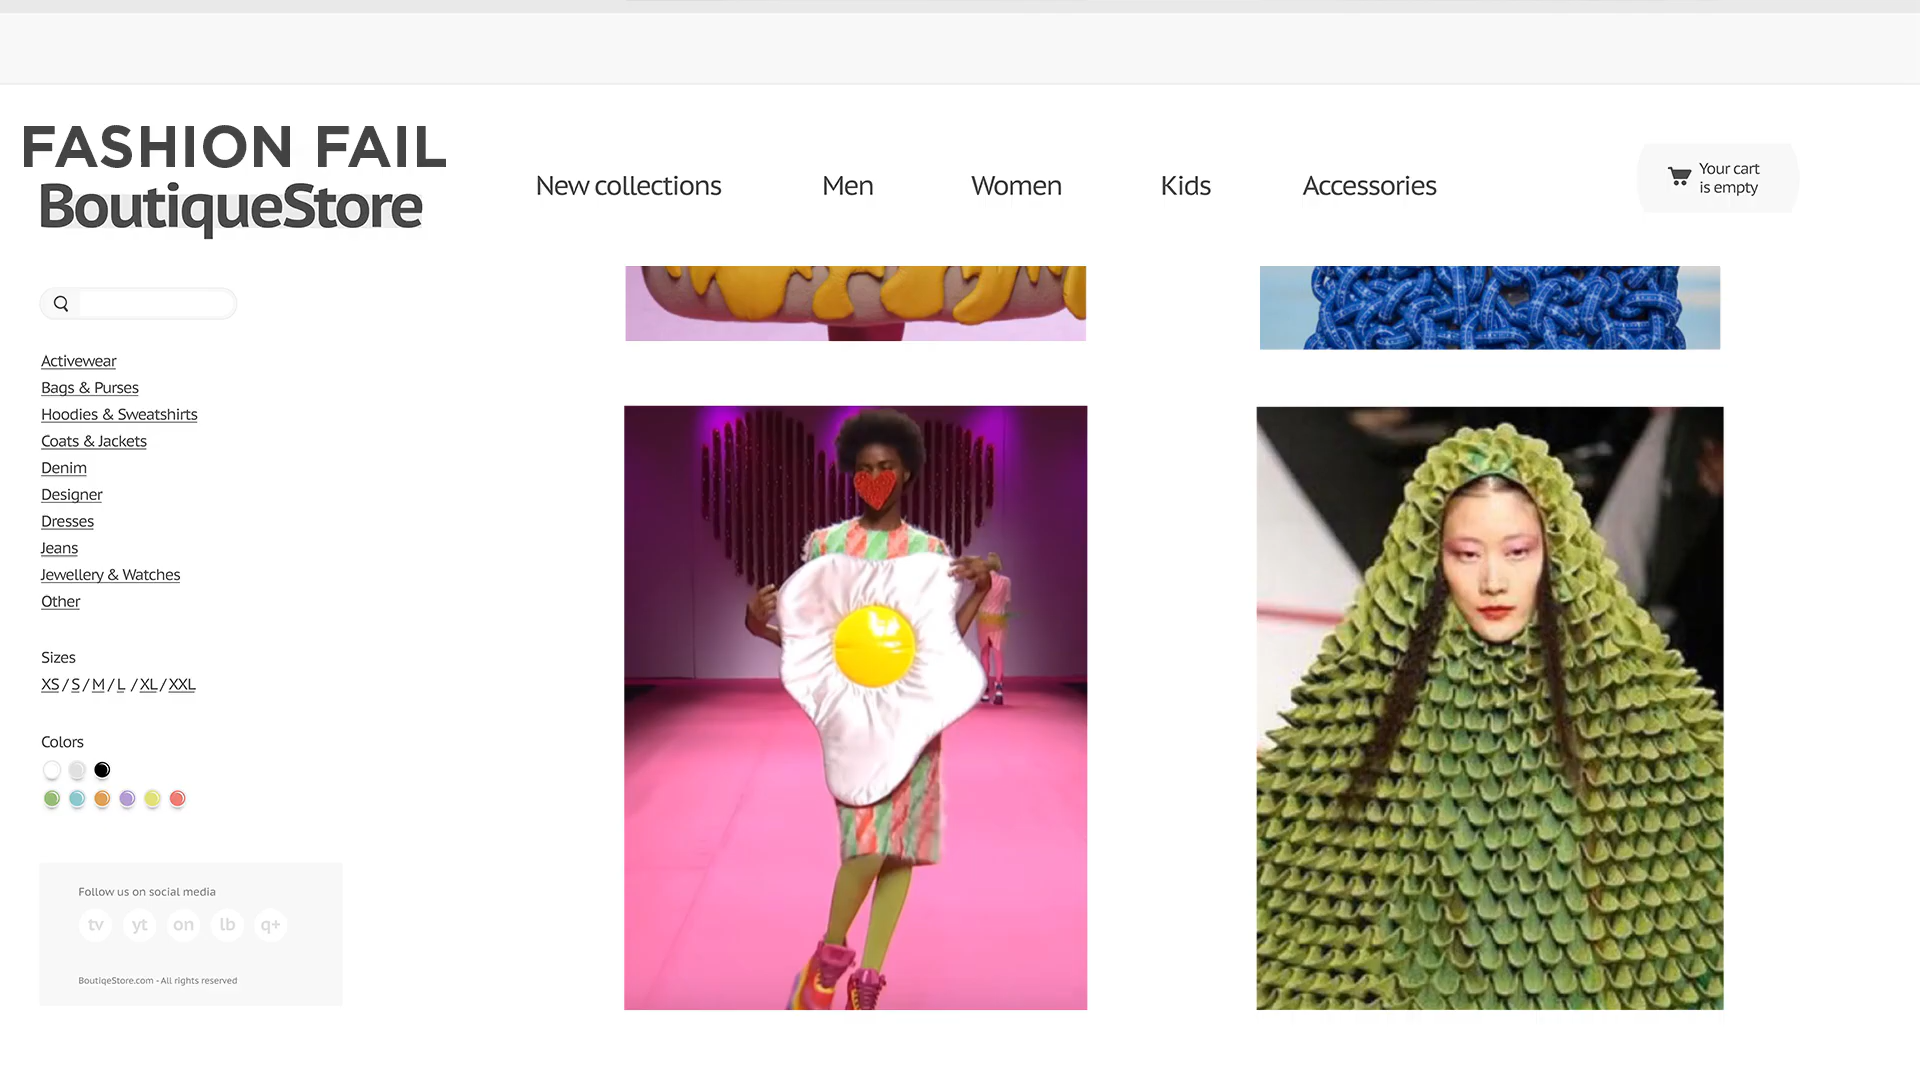 FASHION FAIL
BoutiqueStore
New collections
Men
Women
Kids
Accessories
Your cart
is empty
Activewear
Bags & Purses
Hoodies & Sweatshirts
Coats & Jackets
Denim
Designer
Dresses
Jeans
Jewellery & Watches
Other
Sizes
XS / S / M / L / XL / XXL
Colors
Follow us on social media
tv yt on lb q+
BoutiqeStore.com - All rights reserved